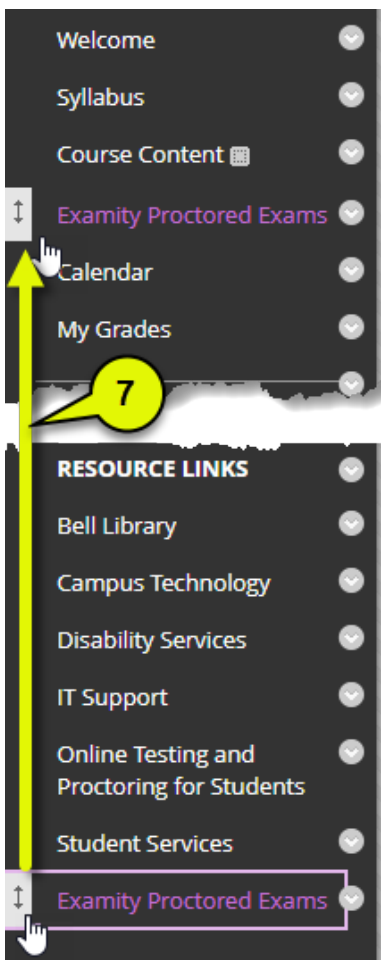 Welcome
Syllabus
Course Content
Examity Proctored Exams
Calendar
My Grades
7
RESOURCE LINKS
Bell Library
Campus Technology
Disability Services
IT Support
Online Testing and
Proctoring for Students
Student Services
Examity Proctored Exams